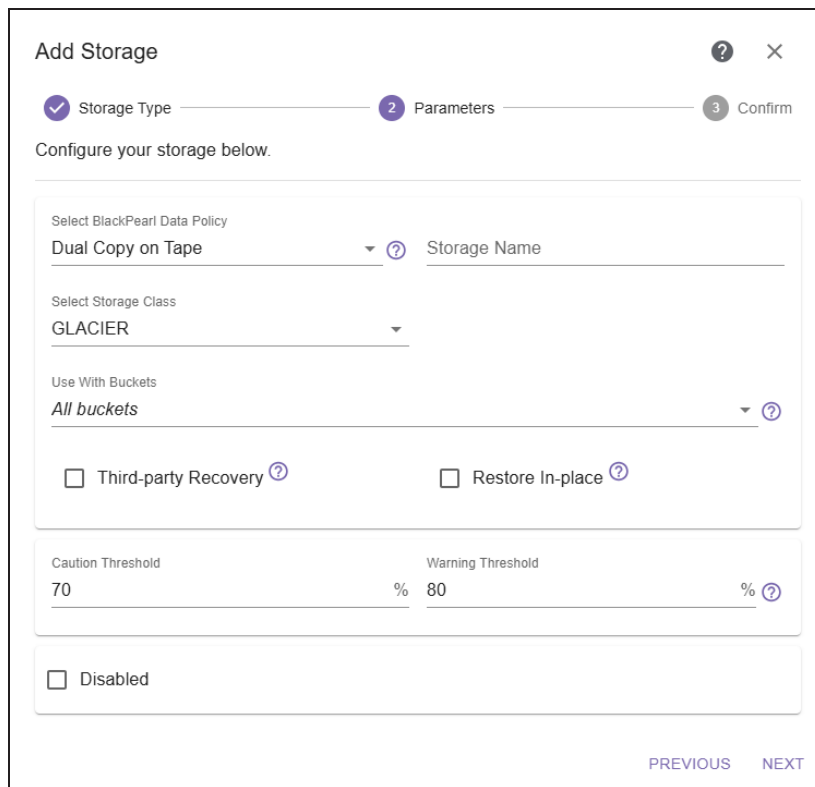 Add Storage
Storage Type 2 Parameters 3 Confirm
Configure your storage below.
Select BlackPearl Data Policy
Dual Copy on Tape ? Storage Name
Select Storage Class
GLACIER
Use With Buckets
All buckets ?
Third-party Recovery ? Restore In-place ?
Caution Threshold Warning Threshold
70 % 80 % ?
Disabled
PREVIOUS NEXT